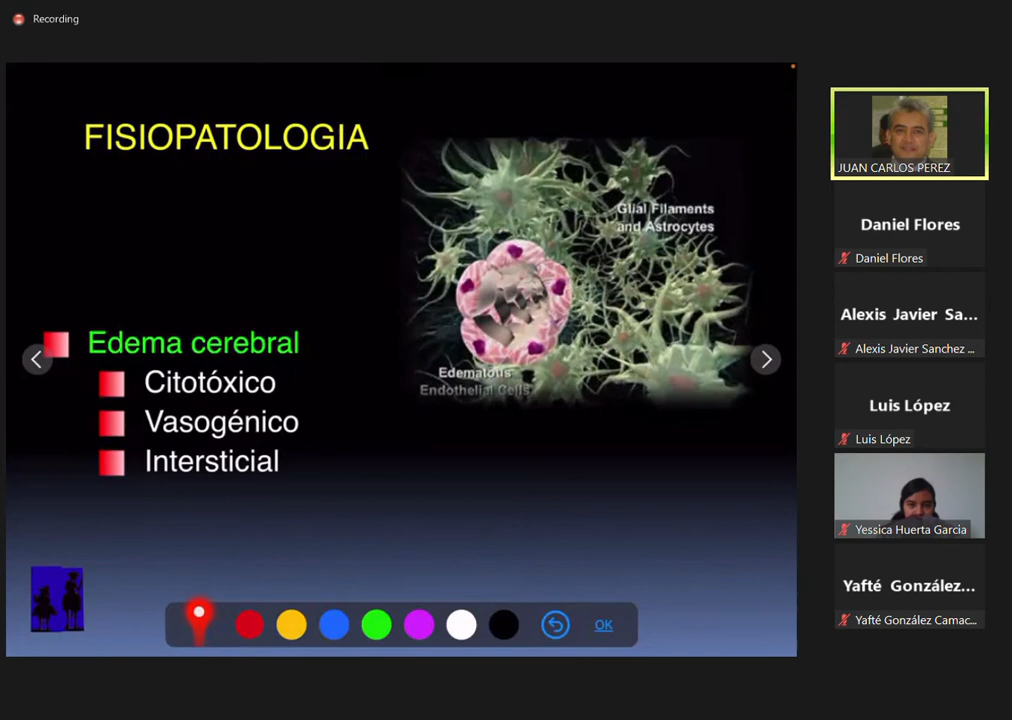 Recording
FISIOPATOLOGIA
Glial Filaments
and Astrocytes
Edematous
Endothelial Cells
Edema cerebral
Citotóxico
Vasogénico
Intersticial
OK
JUAN CARLOS PEREZ
Daniel Flores
Daniel Flores
Alexis Javier Sa...
Alexis Javier Sanchez ...
Luis López
Luis López
Yessica Huerta Garcia
Yafté González...
Yafté González Camac...